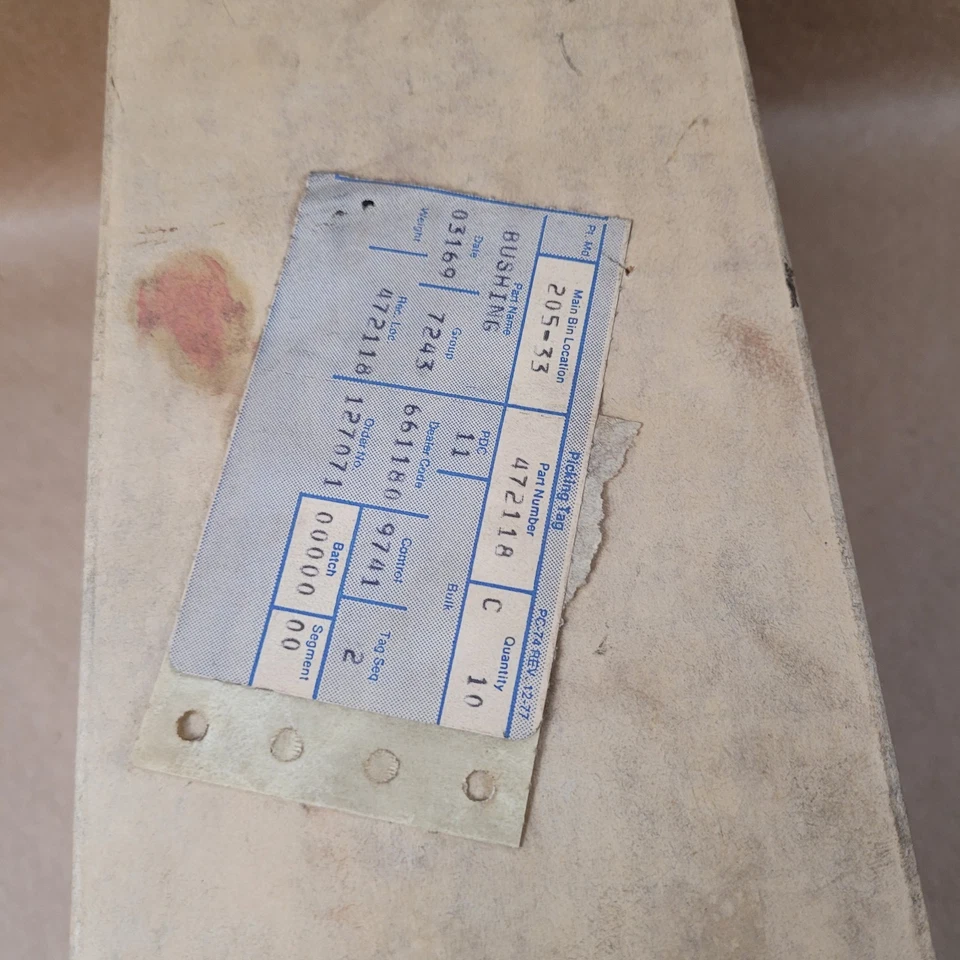 Picking Tag PC-74 REV. 12-77
Pt. Md. Main Bin Location Part Number Quantity
205-33 472118 C 10
Part Name PDC Bulk
BUSHING 11
Date Group Dealer Code Control Tag Seq
03169 7243 661180 9741 2
Weight Rec. Loc. Order No. Batch Segment
472118 127071 00000 00